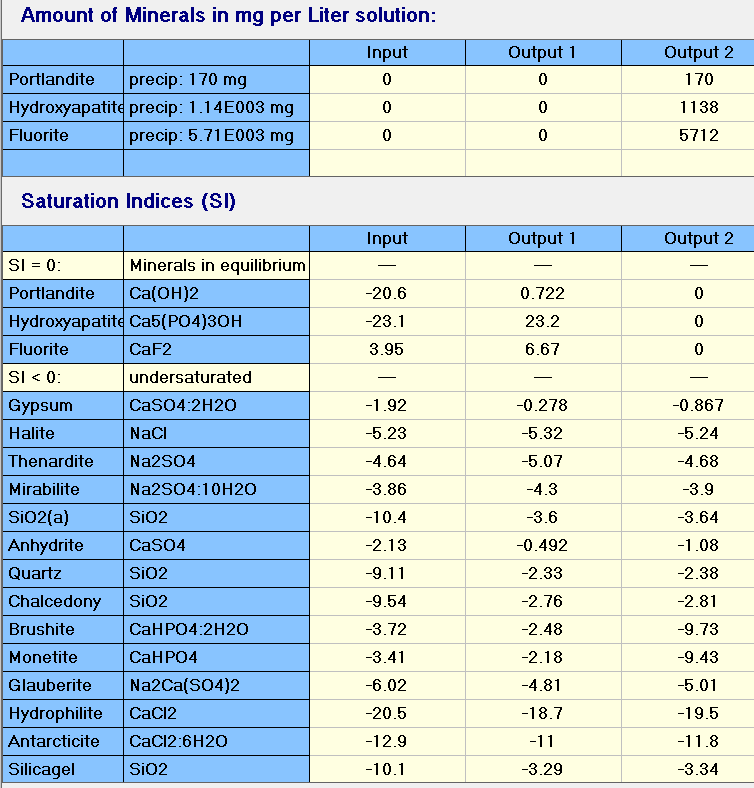 Amount of Minerals in mg per Liter solution:
Input Output 1 Output 2
Portlandite precip: 170 mg 0 0 170
Hydroxyapatite precip: 1.14E003 mg 0 0 1138
Fluorite precip: 5.71E003 mg 0 0 5712
Saturation Indices (SI)
Input Output 1 Output 2
SI = 0: Minerals in equilibrium — — —
Portlandite Ca(OH)2 -20.6 0.722 0
Hydroxyapatite Ca5(PO4)3OH -23.1 23.2 0
Fluorite CaF2 3.95 6.67 0
SI < 0: undersaturated — — —
Gypsum CaSO4:2H2O -1.92 -0.278 -0.867
Halite NaCl -5.23 -5.32 -5.24
Thenardite Na2SO4 -4.64 -5.07 -4.68
Mirabilite Na2SO4:10H2O -3.86 -4.3 -3.9
SiO2(a) SiO2 -10.4 -3.6 -3.64
Anhydrite CaSO4 -2.13 -0.492 -1.08
Quartz SiO2 -9.11 -2.33 -2.38
Chalcedony SiO2 -9.54 -2.76 -2.81
Brushite CaHPO4:2H2O -3.72 -2.48 -9.73
Monetite CaHPO4 -3.41 -2.18 -9.43
Glauberite Na2Ca(SO4)2 -6.02 -4.81 -5.01
Hydrophilite CaCl2 -20.5 -18.7 -19.5
Antarcticite CaCl2:6H2O -12.9 -11 -11.8
Silicagel SiO2 -10.1 -3.29 -3.34